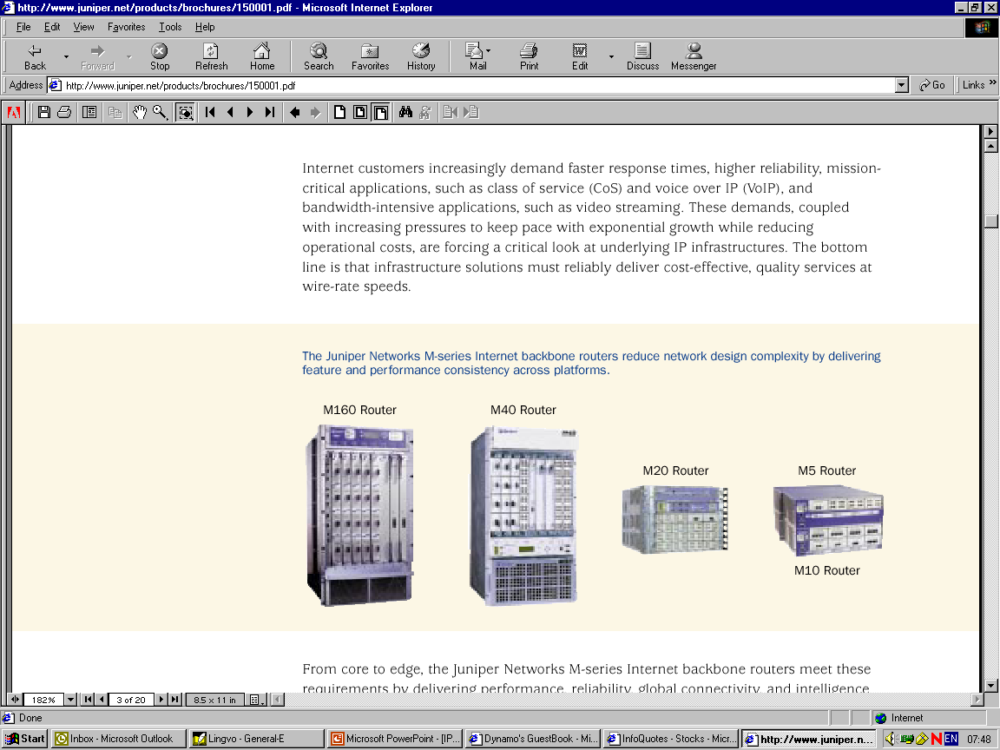 http://www.juniper.net/products/brochures/150001.pdf - Microsoft Internet Explorer
File Edit View Favorites Tools Help
Back Forward Stop Refresh Home Search Favorites History Mail Print Edit Discuss Messenger
Address http://www.juniper.net/products/brochures/150001.pdf Go Links »
Internet customers increasingly demand faster response times, higher reliability, mission-
critical applications, such as class of service (CoS) and voice over IP (VoIP), and
bandwidth-intensive applications, such as video streaming. These demands, coupled
with increasing pressures to keep pace with exponential growth while reducing
operational costs, are forcing a critical look at underlying IP infrastructures. The bottom
line is that infrastructure solutions must reliably deliver cost-effective, quality services at
wire-rate speeds.
The Juniper Networks M-series Internet backbone routers reduce network design complexity by delivering
feature and performance consistency across platforms.
M160 Router M40 Router
M20 Router M5 Router
M10 Router
From core to edge, the Juniper Networks M-series Internet backbone routers meet these
requirements by delivering performance, reliability, global connectivity, and intelligence
182% 3 of 20 8.5 x 11 in
Done Internet
Start Inbox - Microsoft Outlook Lingvo - General-E Microsoft PowerPoint - [IP... Dynamo's GuestBook - Mi... InfoQuotes - Stocks - Micr... http://www.juniper.n... EN 07:48